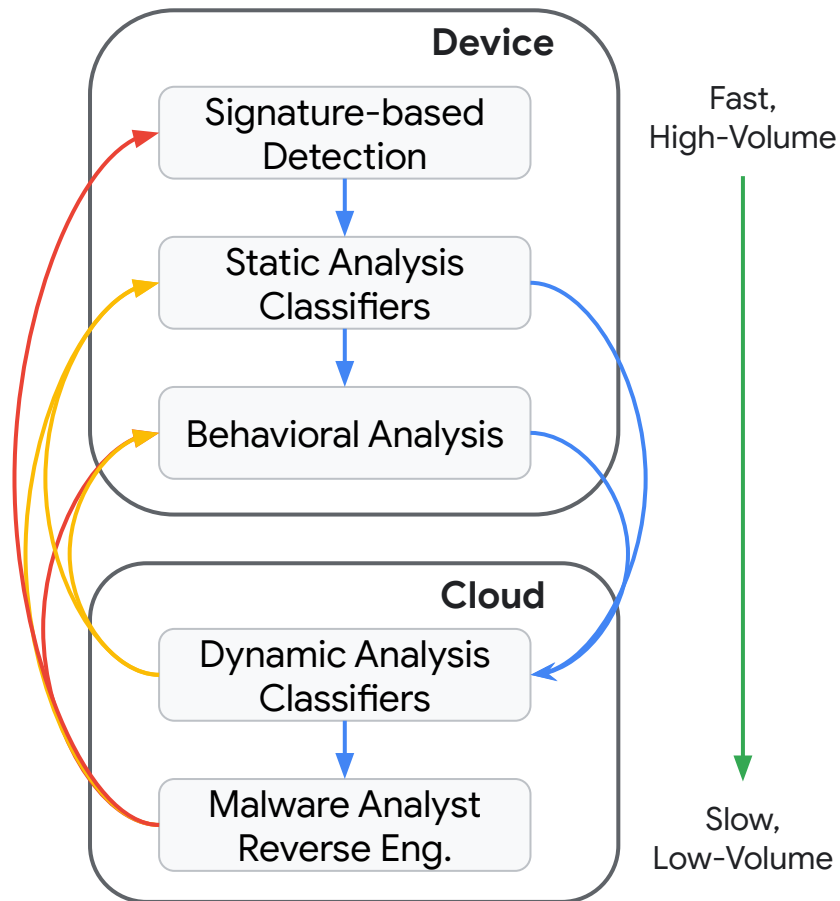 Device
Signature-based
Detection
Fast,
High-Volume
Static Analysis
Classifiers
Behavioral Analysis
Cloud
Dynamic Analysis
Classifiers
Malware Analyst
Reverse Eng.
Slow,
Low-Volume